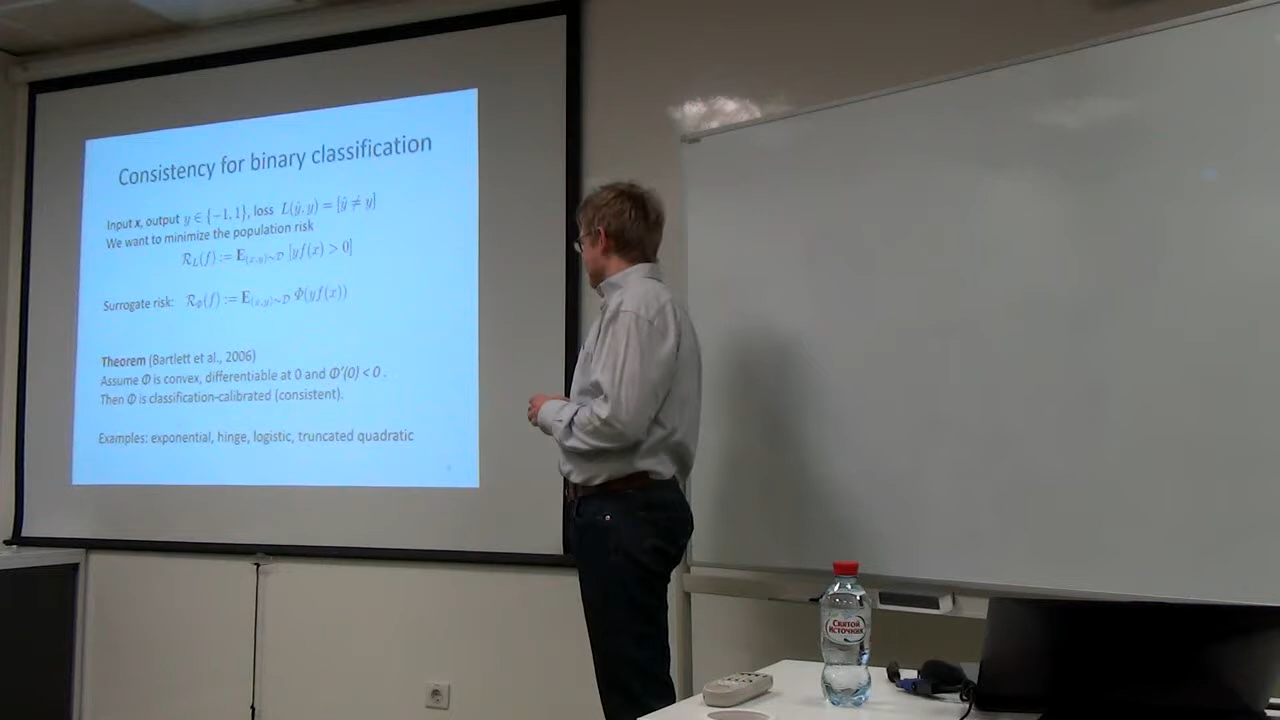 Consistency for binary classification
Input x, output y ∈ {−1, 1}, loss L(ŷ, y) = [ŷ ≠ y]
We want to minimize the population risk
R_L(f) := E_(x,y)∼D [yf(x) > 0]
Surrogate risk: R_Φ(f) := E_(x,y)∼D Φ(yf(x))
Theorem (Bartlett et al., 2006)
Assume Φ is convex, differentiable at 0 and Φ'(0) < 0 .
Then Φ is classification-calibrated (consistent).
Examples: exponential, hinge, logistic, truncated quadratic
Святой
Источник